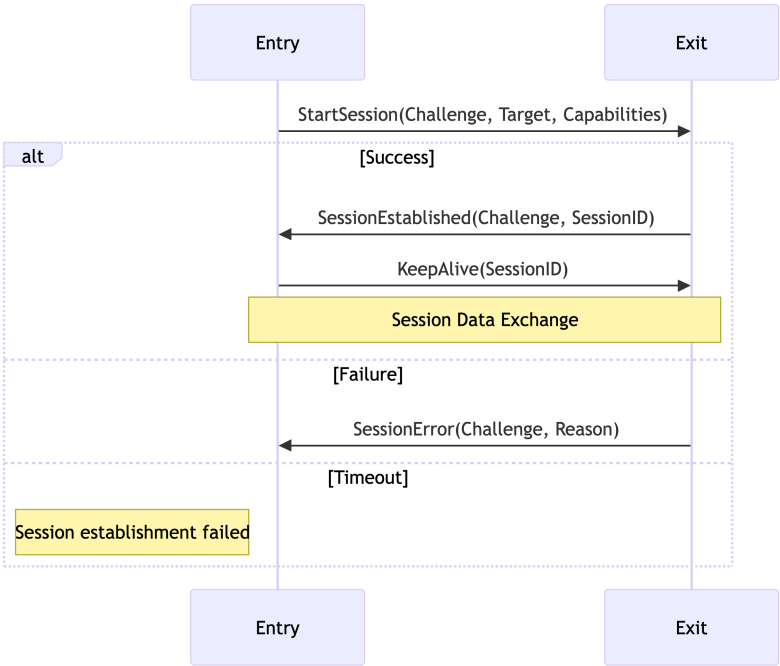 Entry
Exit
StartSession(Challenge, Target, Capabilities)
alt
[Success]
SessionEstablished(Challenge, SessionID)
KeepAlive(SessionID)
Session Data Exchange
[Failure]
SessionError(Challenge, Reason)
[Timeout]
Session establishment failed
Entry
Exit